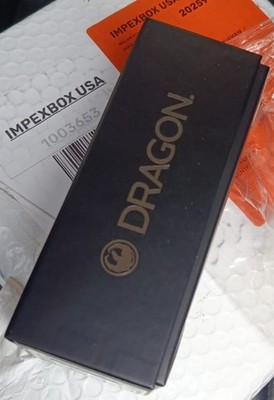 IMPEXBOX USA
1003653
IMPEXBOX USA
DRAGON.